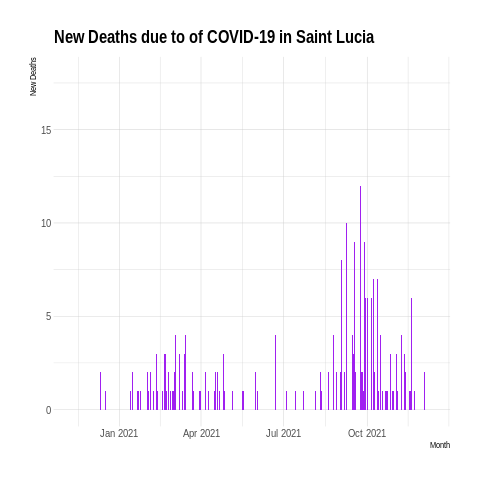 New Deaths due to of COVID-19 in Saint Lucia
New Deaths
15
10
5
0
Jan 2021 Apr 2021 Jul 2021 Oct 2021
Month